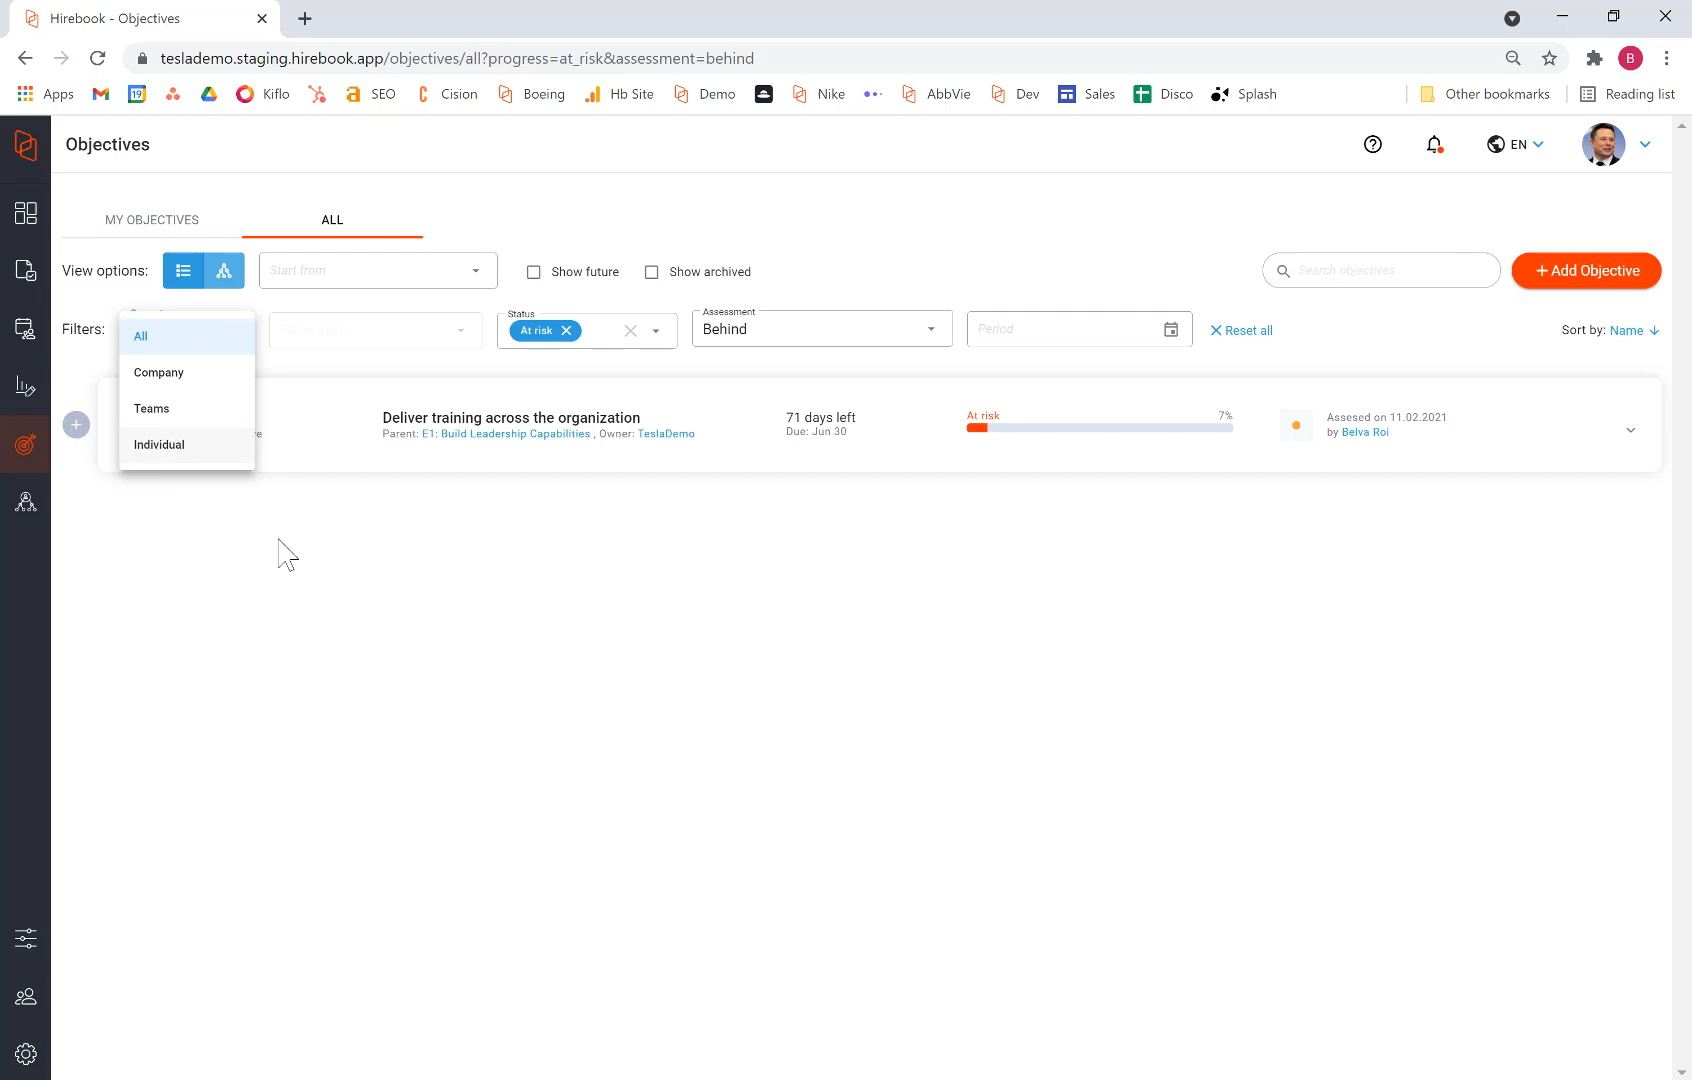 Hirebook - Objectives
teslademo.staging.hirebook.app/objectives/all?progress=at_risk&assessment=behind
B
Apps
19
Kiflo
SEO
Cision
Boeing
Hb Site
Demo
Nike
AbbVie
Dev
Sales
Disco
Splash
Other bookmarks
Reading list
Objectives
EN
MY OBJECTIVES
ALL
View options:
Start from
Show future
Show archived
Search objectives
+ Add Objective
Filters:
Status
At risk
Assessment
Behind
Period
Reset all
Sort by: Name
All
Company
Teams
Individual
Deliver training across the organization
Parent: E1: Build Leadership Capabilities , Owner: TeslaDemo
71 days left
Due: Jun 30
At risk
7%
Assesed on 11.02.2021
by Belva Roi